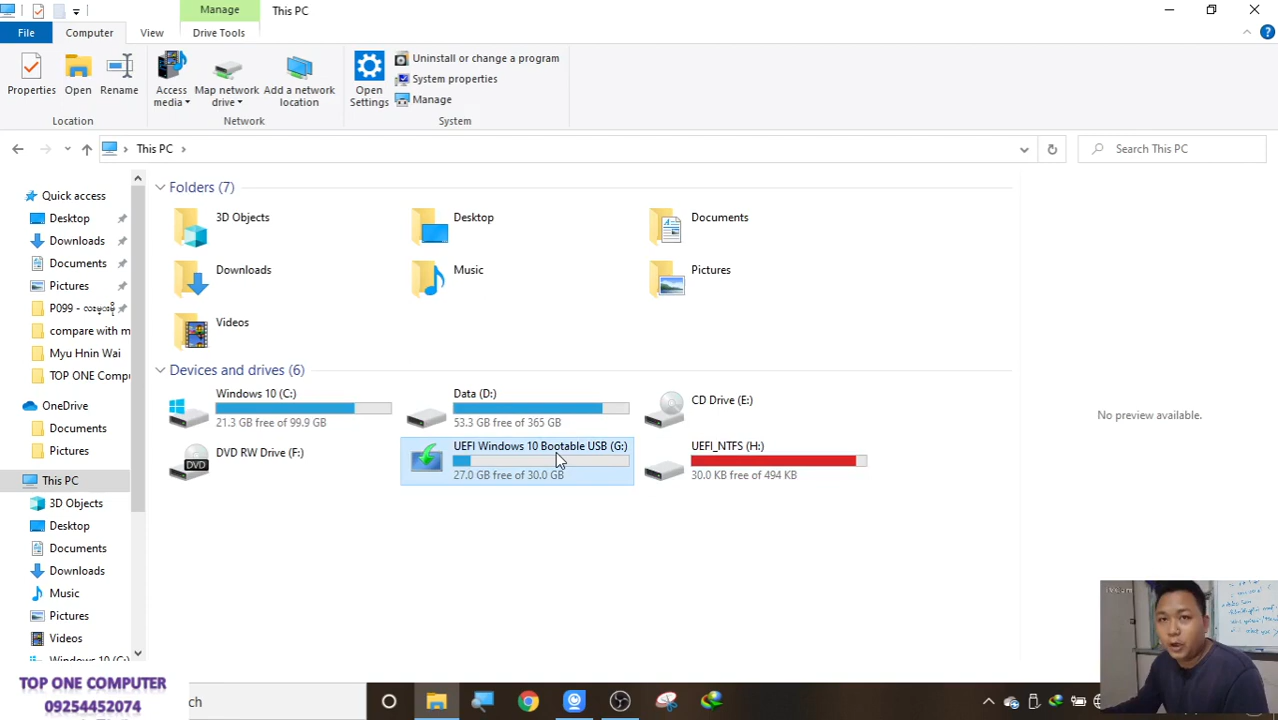 Manage
This PC
File
Computer
View
Drive Tools
Properties
Open
Rename
Access media
Map network drive
Add a network location
Open Settings
Uninstall or change a program
System properties
Manage
Location
Network
System
This PC
Search This PC
Quick access
Desktop
Downloads
Documents
Pictures
compare with m
Myu Hnin Wai
TOP ONE Compu
OneDrive
Documents
Pictures
This PC
3D Objects
Desktop
Documents
Downloads
Music
Pictures
Videos
Windows 10 (C:)
Folders (7)
3D Objects
Desktop
Documents
Downloads
Music
Pictures
Videos
Devices and drives (6)
Windows 10 (C:)
21.3 GB free of 99.9 GB
Data (D:)
53.3 GB free of 365 GB
CD Drive (E:)
DVD RW Drive (F:)
DVD
UEFI Windows 10 Bootable USB (G:)
27.0 GB free of 30.0 GB
UEFI_NTFS (H:)
30.0 KB free of 494 KB
No preview available.
TOP ONE COMPUTER
09254452074
ch